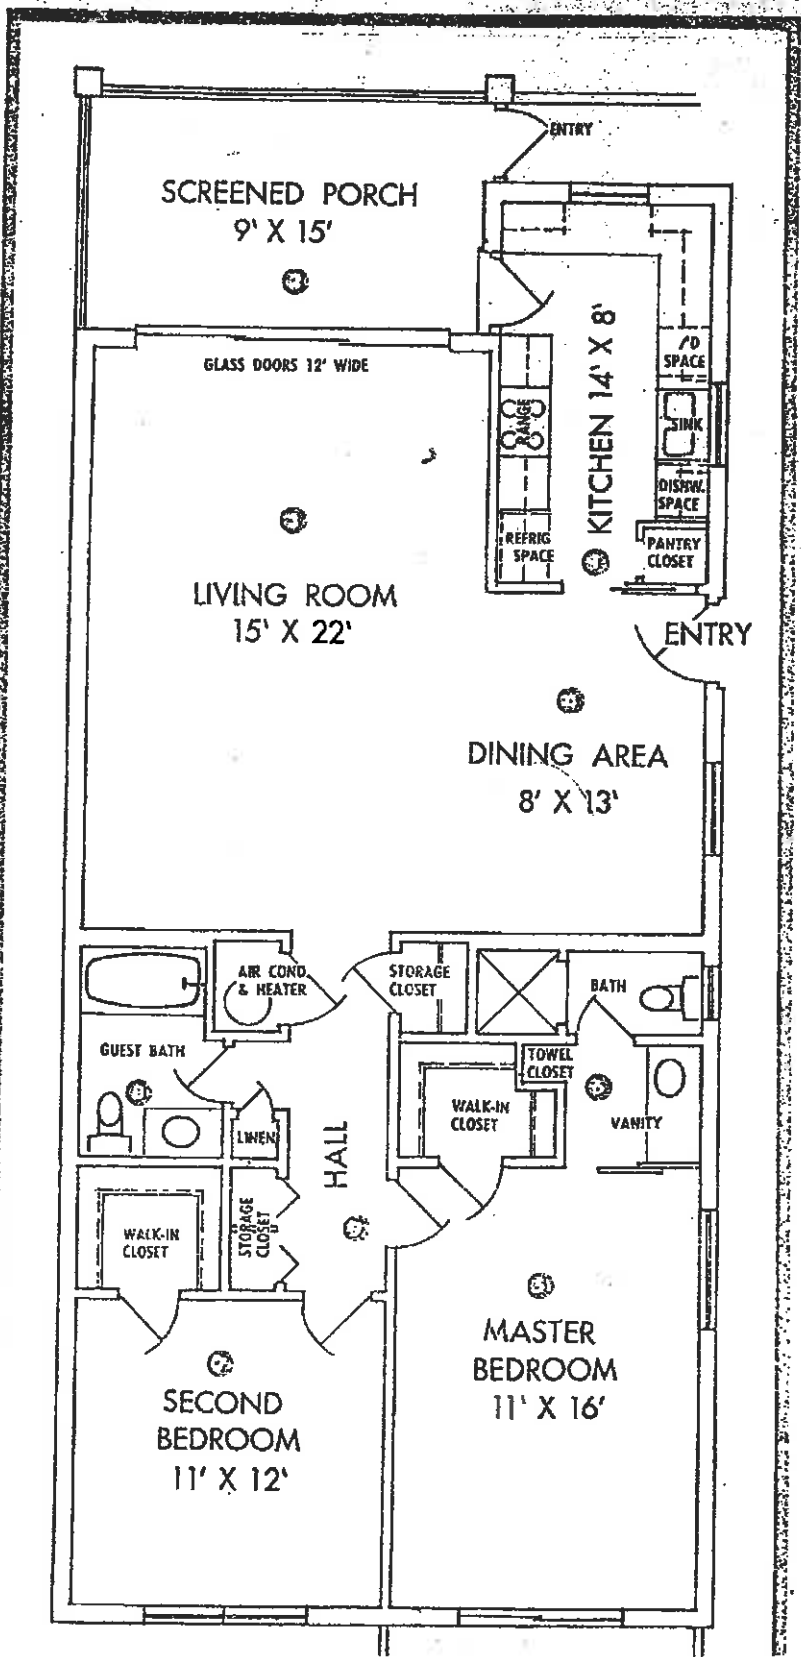 ENTRY
SCREENED PORCH
9' X 15'
GLASS DOORS 12' WIDE
KITCHEN 14' X 8'
/D
SPACE
RANGE
SINK
DISHW.
SPACE
REFRIG
SPACE
PANTRY
CLOSET
LIVING ROOM
15' X 22'
ENTRY
DINING AREA
8' X 13'
AIR COND
& HEATER
STORAGE
CLOSET
BATH
GUEST BATH
TOWEL
CLOSET
WALK-IN
CLOSET
VANITY
LINEN
HALL
WALK-IN
CLOSET
STORAGE
CLOSET
MASTER
BEDROOM
11' X 16'
SECOND
BEDROOM
11' X 12'